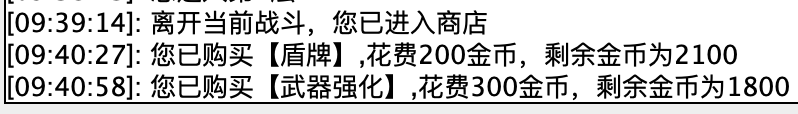 [09:39:14]: 离开当前战斗，您已进入商店
[09:40:27]: 您已购买【盾牌】,花费200金币，剩余金币为2100
[09:40:58]: 您已购买【武器强化】,花费300金币，剩余金币为1800